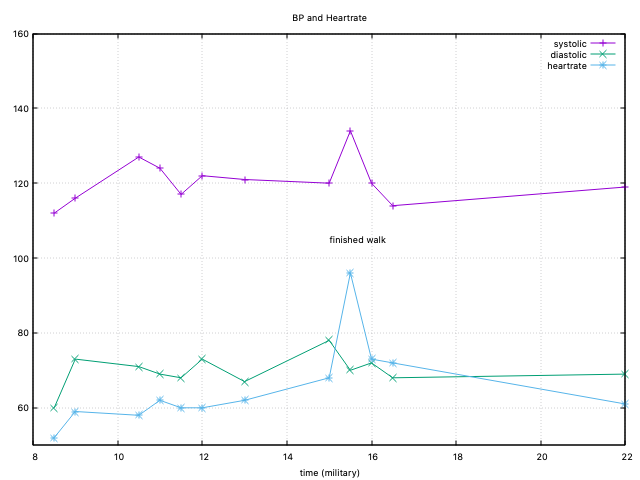 BP and Heartrate
systolic
diastolic
heartrate
160
140
120
100
80
60
finished walk
8 10 12 14 16 18 20 22
time (military)